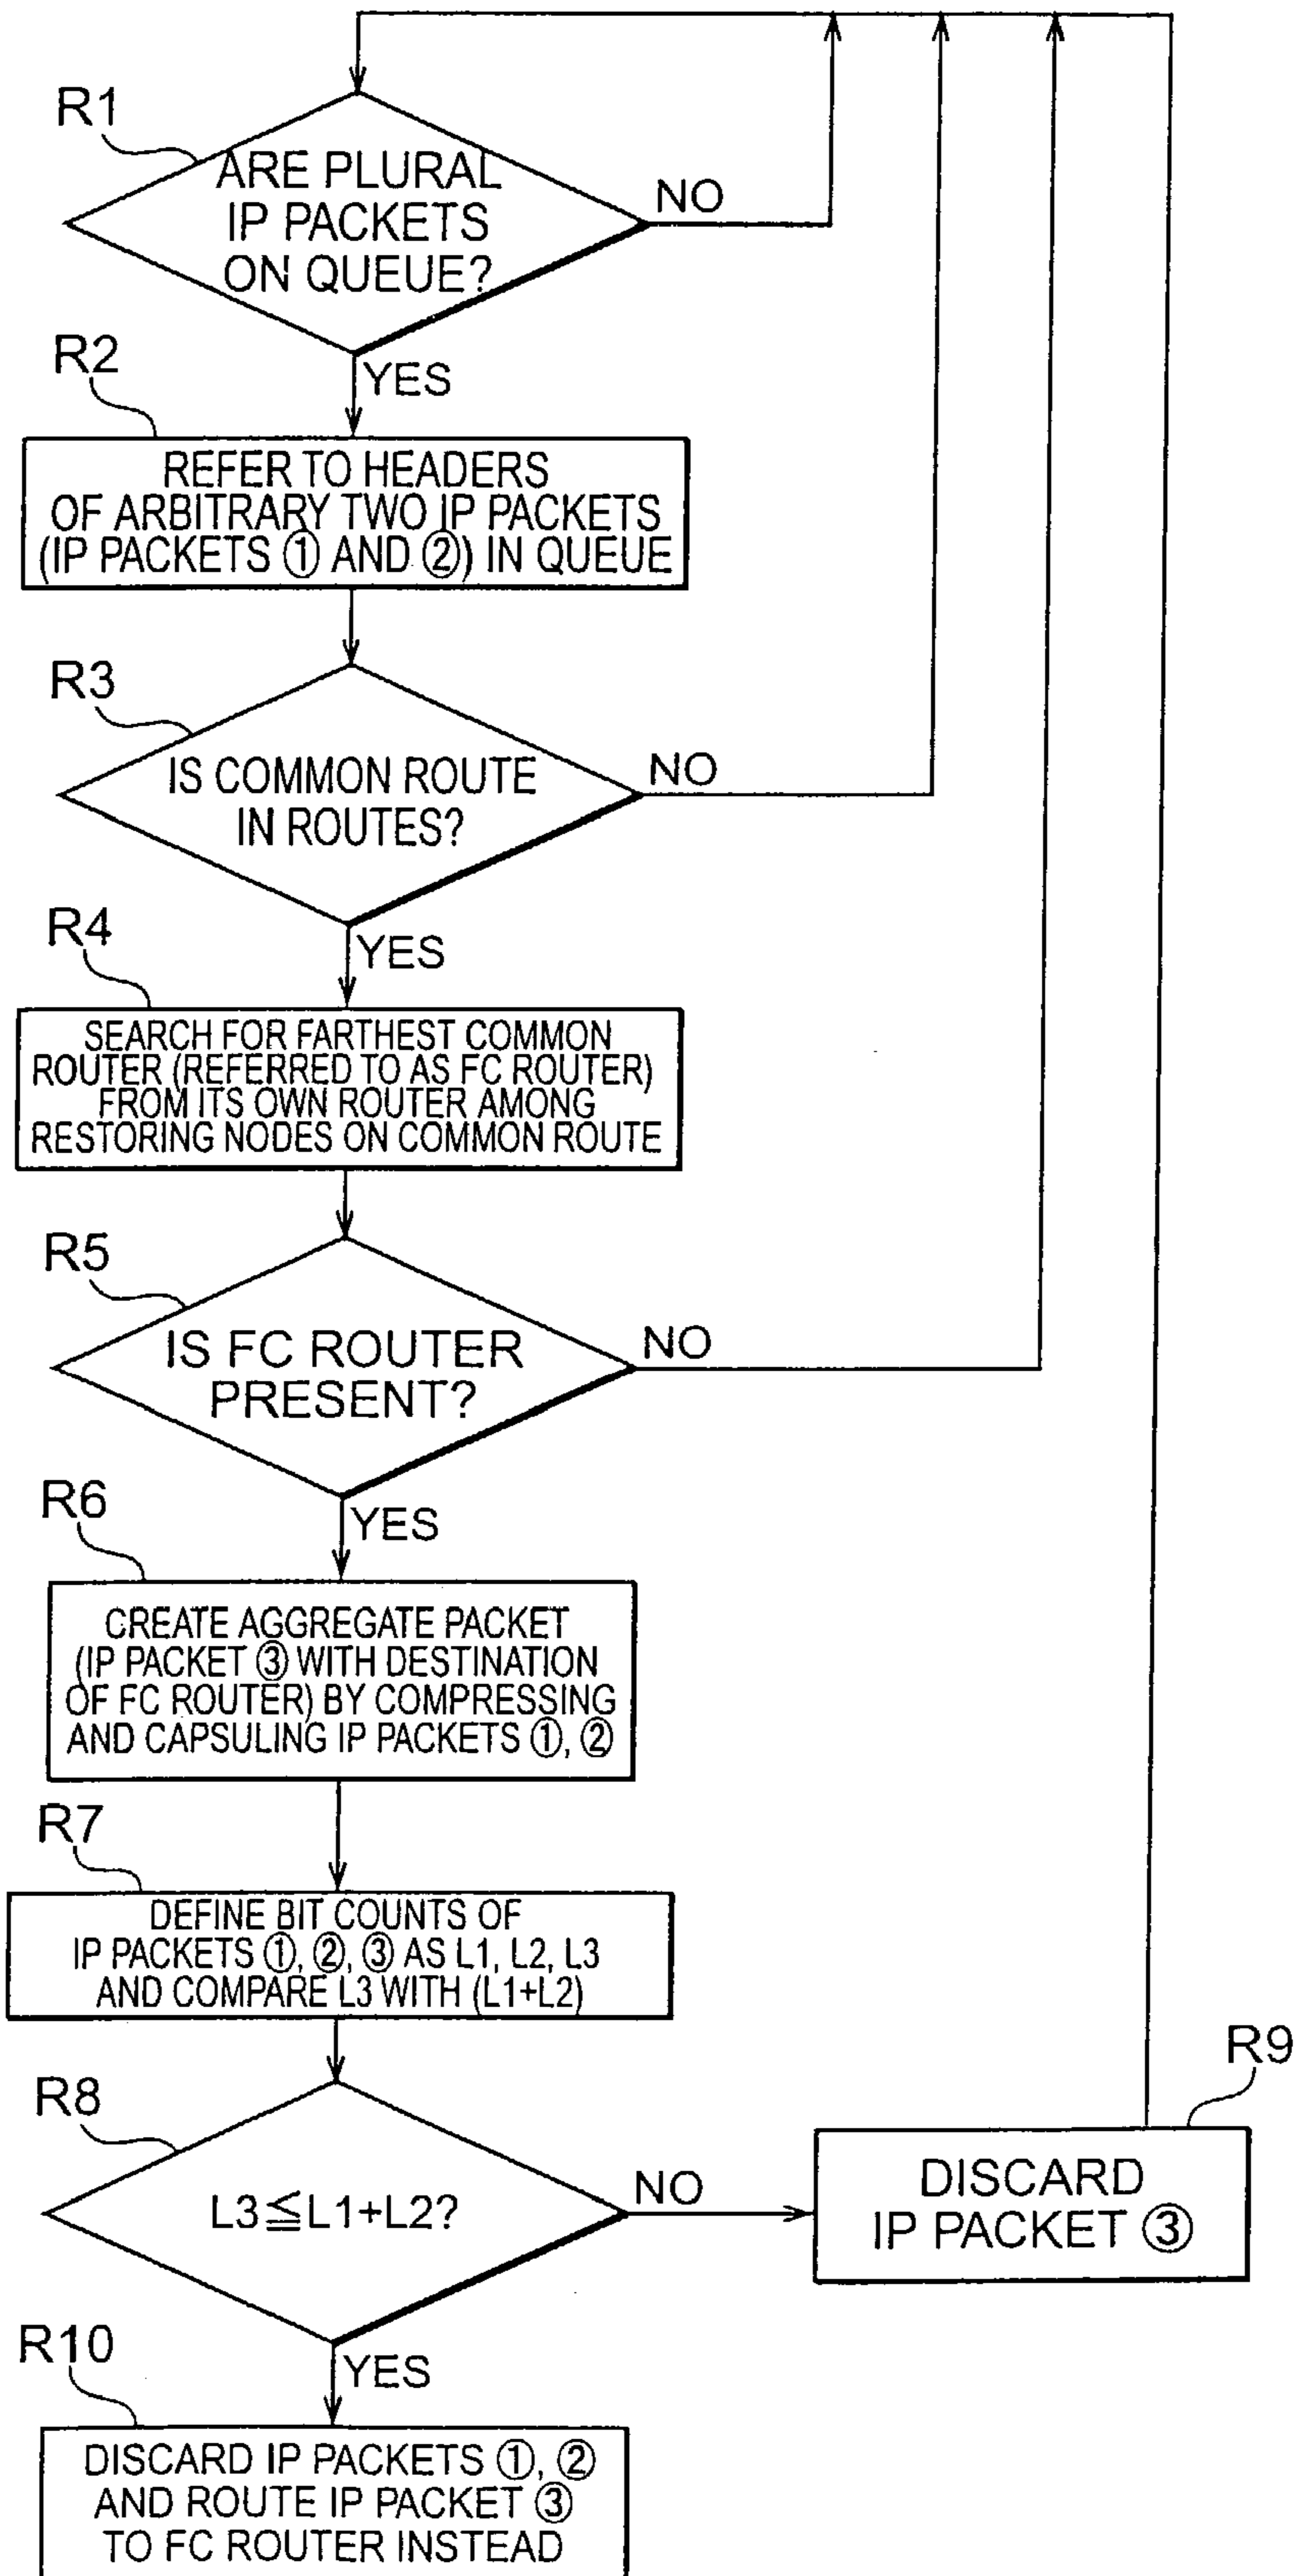 R1
ARE PLURAL
IP PACKETS
ON QUEUE?
NO
YES
R2
REFER TO HEADERS
OF ARBITRARY TWO IP PACKETS
(IP PACKETS ① AND ②) IN QUEUE
R3
IS COMMON ROUTE
IN ROUTES?
NO
YES
R4
SEARCH FOR FARTHEST COMMON
ROUTER (REFERRED TO AS FC ROUTER)
FROM ITS OWN ROUTER AMONG
RESTORING NODES ON COMMON ROUTE
R5
IS FC ROUTER
PRESENT?
NO
YES
R6
CREATE AGGREGATE PACKET
(IP PACKET ③ WITH DESTINATION
OF FC ROUTER) BY COMPRESSING
AND CAPSULING IP PACKETS ①, ②
R7
DEFINE BIT COUNTS OF
IP PACKETS ①, ②, ③ AS L1, L2, L3
AND COMPARE L3 WITH (L1+L2)
R8
L3≦L1+L2?
NO
R9
DISCARD
IP PACKET ③
YES
R10
DISCARD IP PACKETS ①, ②
AND ROUTE IP PACKET ③
TO FC ROUTER INSTEAD